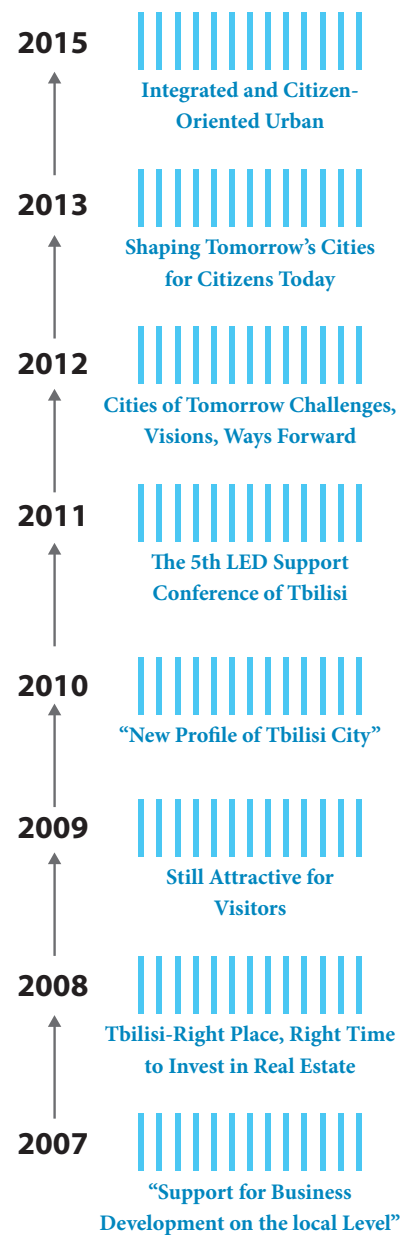 2015
Integrated and Citizen-
Oriented Urban
2013
Shaping Tomorrow’s Cities
for Citizens Today
2012
Cities of Tomorrow Challenges,
Visions, Ways Forward
2011
The 5th LED Support
Conference of Tbilisi
2010
“New Profile of Tbilisi City”
2009
Still Attractive for
Visitors
2008
Tbilisi-Right Place, Right Time
to Invest in Real Estate
2007
“Support for Business
Development on the local Level”